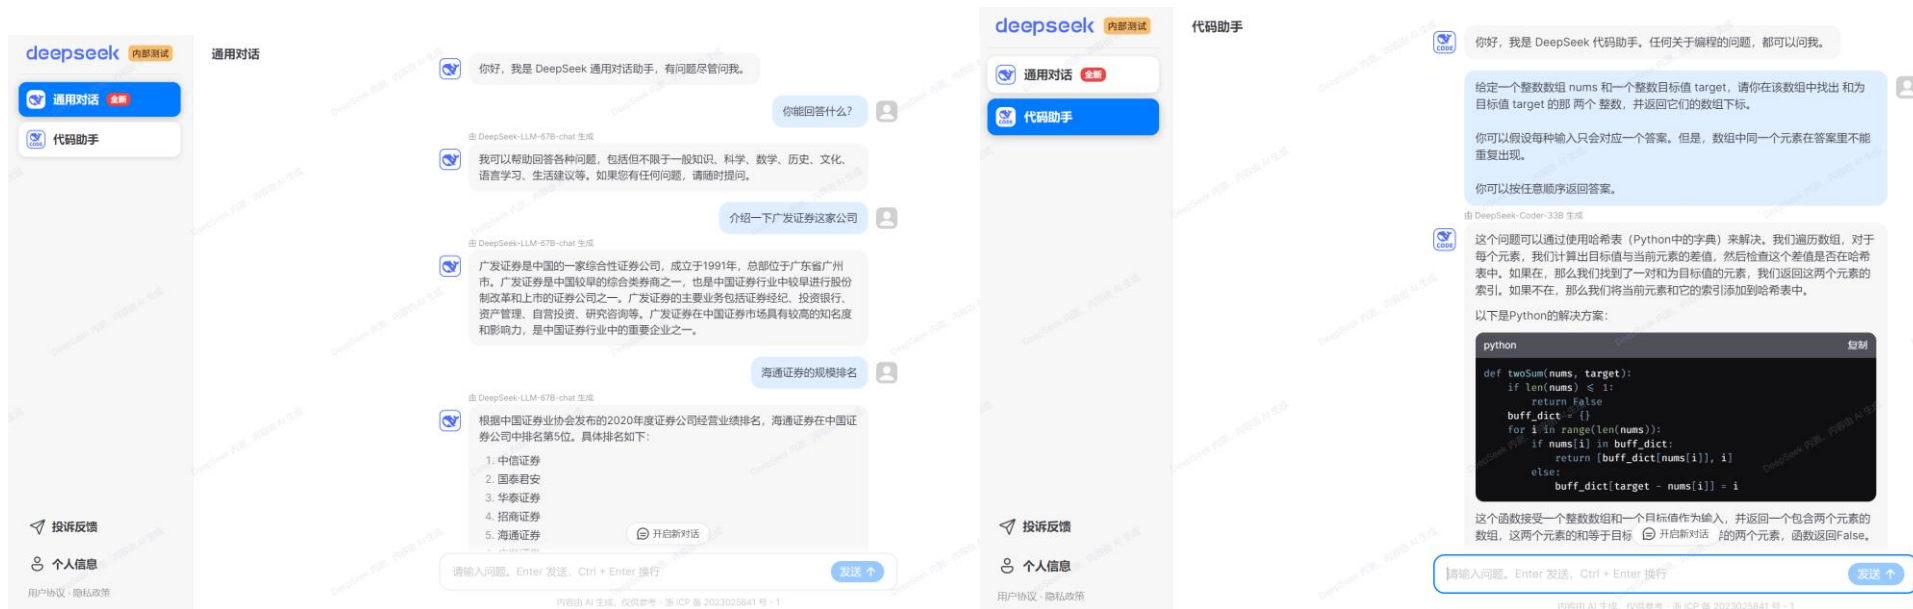 deepseek 内部测试
通用对话 全新
代码助手
投诉反馈
个人信息
用户协议 · 隐私政策
通用对话
你好，我是 DeepSeek 通用对话助手，有问题尽管问我。
你能回答什么？
由 DeepSeek-LLM-67B-chat 生成
我可以帮助回答各种问题，包括但不限于一般知识、科学、数学、历史、文化、
语言学习、生活建议等。如果您有任何问题，请随时提问。
介绍一下广发证券这家公司
由 DeepSeek-LLM-67B-chat 生成
广发证券是中国的一家综合性证券公司，成立于1991年，总部位于广东省广州
市。广发证券是中国较早的综合类券商之一，也是中国证券行业中较早进行股份
制改革和上市的证券公司之一。广发证券的主要业务包括证券经纪、投资银行、
资产管理、自营投资、研究咨询等。广发证券在中国证券市场具有较高的知名度
和影响力，是中国证券行业中的重要企业之一。
海通证券的规模排名
由 DeepSeek-LLM-67B-chat 生成
根据中国证券业协会发布的2020年度证券公司经营业绩排名，海通证券在中国证
券公司中排名第5位。具体排名如下：
1. 中信证券
2. 国泰君安
3. 华泰证券
4. 招商证券
5. 海通证券
开启新对话
请输入问题。Enter 发送，Ctrl + Enter 换行
发送
内容由 AI 生成，仅供参考 · 浙 ICP 备 2023025841 号 - 1
deepseek 内部测试
通用对话 全新
代码助手
投诉反馈
个人信息
用户协议 · 隐私政策
代码助手
CODE
你好，我是 DeepSeek 代码助手。任何关于编程的问题，都可以问我。
给定一个整数数组 nums 和一个整数目标值 target，请你在该数组中找出 和为
目标值 target 的那 两个 整数，并返回它们的数组下标。
你可以假设每种输入只会对应一个答案。但是，数组中同一个元素在答案里不能
重复出现。
你可以按任意顺序返回答案。
由 DeepSeek-Coder-33B 生成
CODE
这个问题可以通过使用哈希表（Python中的字典）来解决。我们遍历数组，对于
每个元素，我们计算出目标值与当前元素的差值，然后检查这个差值是否在哈希
表中。如果在，那么我们找到了一对和为目标值的元素，我们返回这两个元素的
索引。如果不在，那么我们将当前元素和它的索引添加到哈希表中。
以下是Python的解决方案：
python 复制
def twoSum(nums, target):
    if len(nums) ≤ 1:
        return False
    buff_dict = {}
    for i in range(len(nums)):
        if nums[i] in buff_dict:
            return [buff_dict[nums[i]], i]
        else:
            buff_dict[target - nums[i]] = i
这个函数接受一个整数数组和一个目标值作为输入，并返回一个包含两个元素的
数组，这两个元素的和等于目标
的两个元素，函数返回False。
开启新对话
请输入问题。Enter 发送，Ctrl + Enter 换行
发送
内容由 AI 生成，仅供参考 · 浙 ICP 备 2023025841 号 - 1